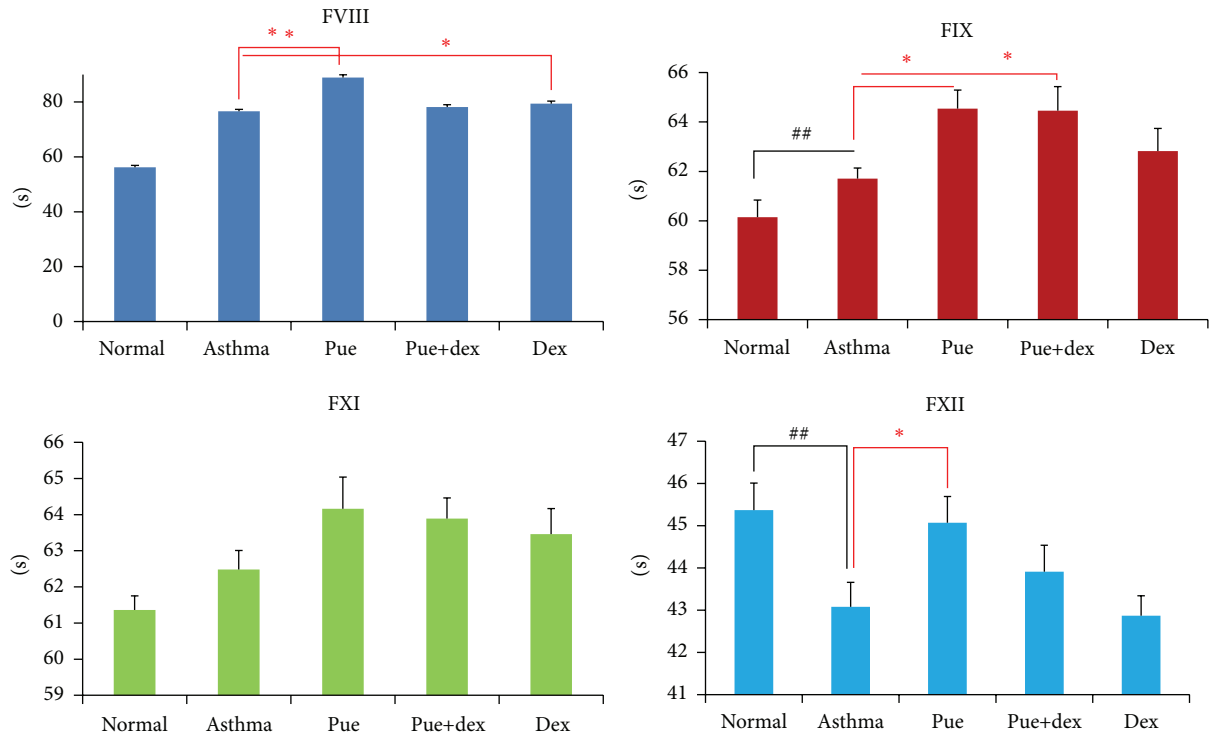 FVIII
* *
*
80
60
40
20
0
(s)
Normal Asthma Pue Pue+dex Dex
FIX
* *
##
66
64
62
60
58
56
(s)
Normal Asthma Pue Pue+dex Dex
FXI
66
65
64
63
62
61
60
59
(s)
Normal Asthma Pue Pue+dex Dex
FXII
## *
47
46
45
44
43
42
41
(s)
Normal Asthma Pue Pue+dex Dex